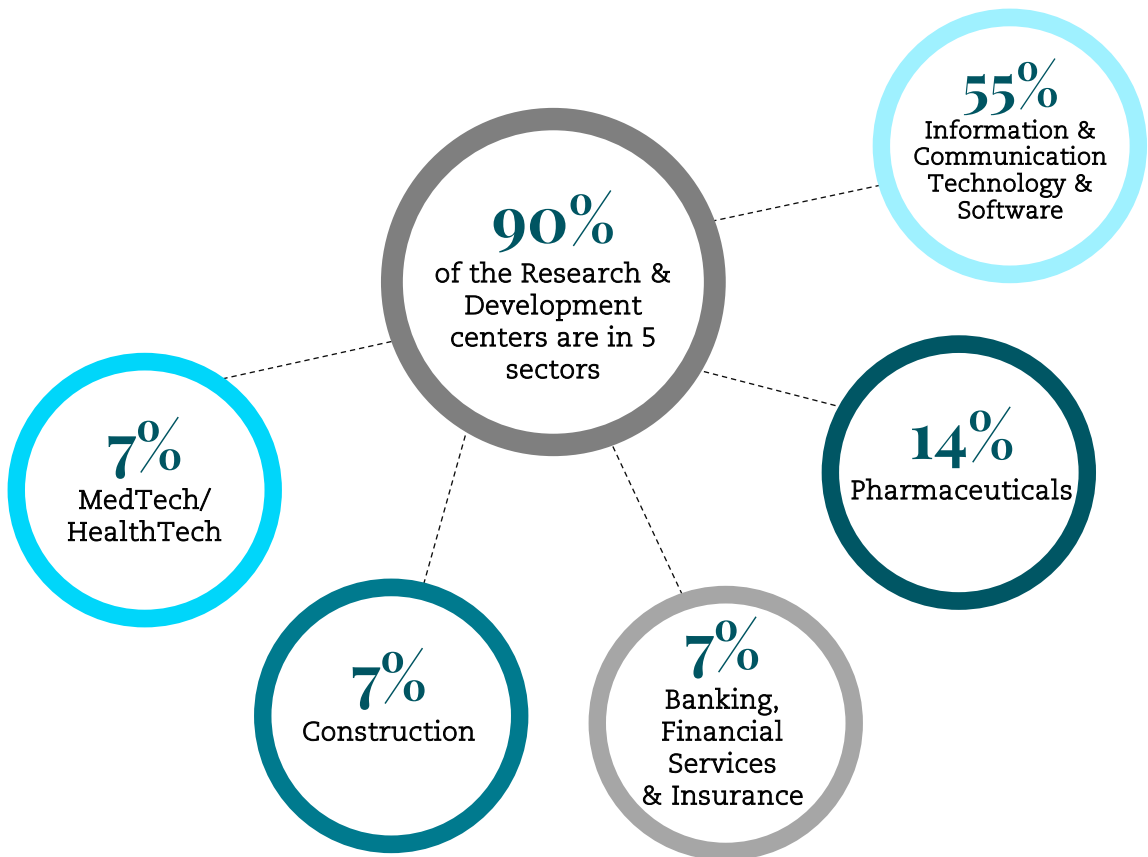 90%
of the Research &
Development
centers are in 5
sectors
55%
Information &
Communication
Technology &
Software
14%
Pharmaceuticals
7%
Banking,
Financial
Services
& Insurance
7%
Construction
7%
MedTech/
HealthTech